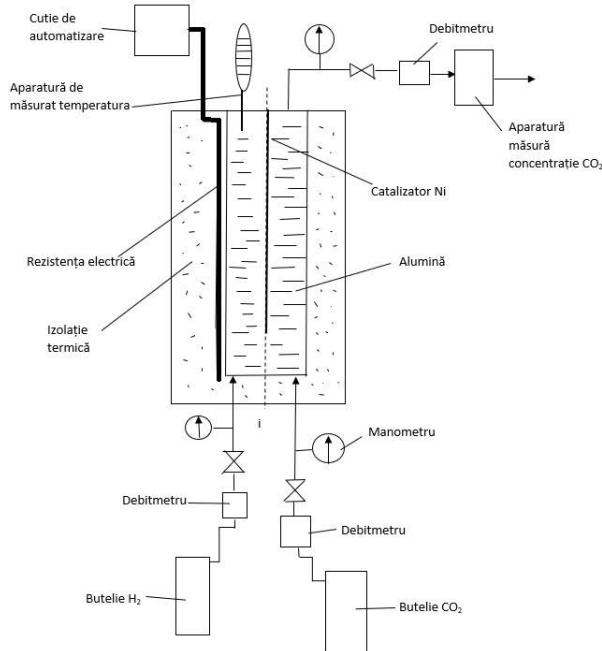 Cutie de
automatizare
Debitmetru
Aparatură de
măsurat temperatura
Aparatură
măsură
concentrație CO₂
Catalizator Ni
Rezistența electrică
Alumină
Izolație
termică
i
Manometru
Debitmetru
Debitmetru
Butelie H₂
Butelie CO₂